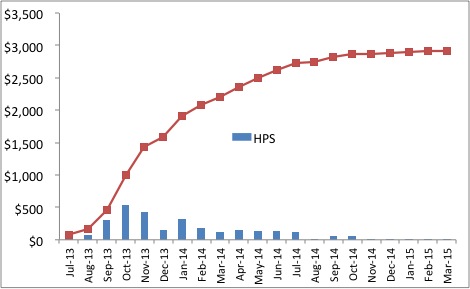 $3,500
$3,000
$2,500
$2,000
$1,500
$1,000
$500
$0
HPS
Jul-13
Aug-13
Sep-13
Oct-13
Nov-13
Dec-13
Jan-14
Feb-14
Mar-14
Apr-14
May-14
Jun-14
Jul-14
Aug-14
Sep-14
Oct-14
Nov-14
Dec-14
Jan-15
Feb-15
Mar-15